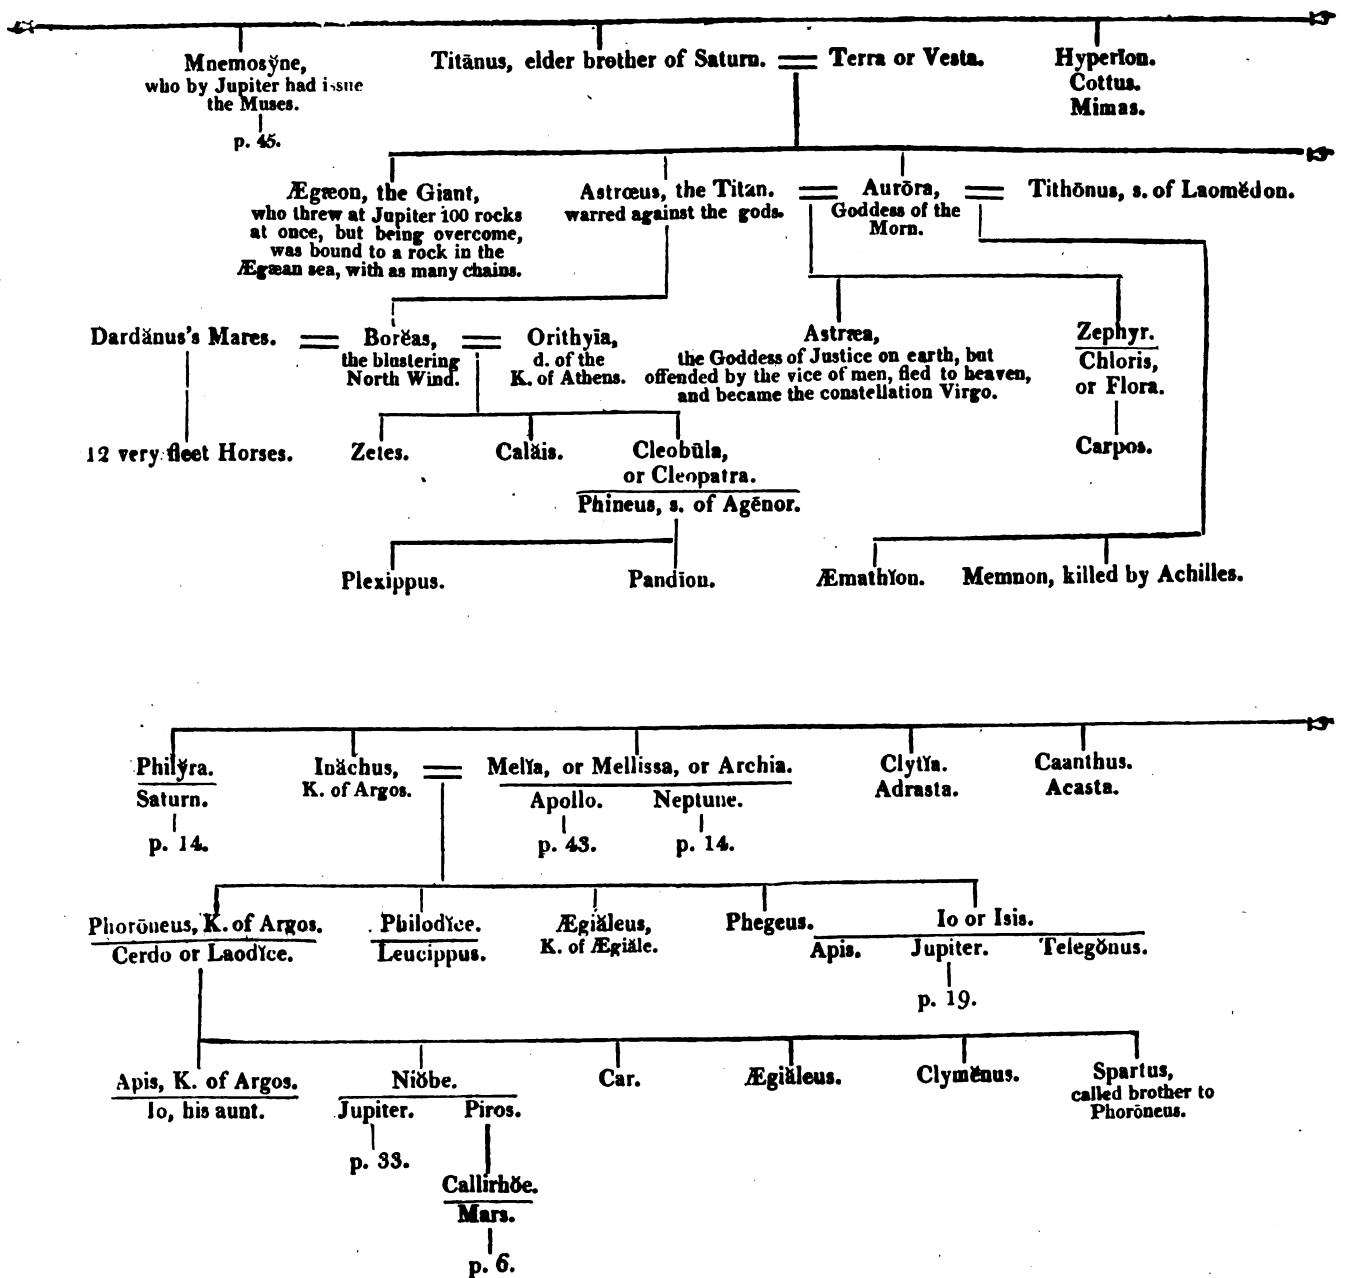 Mnemosy̆ne,
who by Jupiter had issue
the Muses.
p. 45.
Titānus, elder brother of Saturn. = Terra or Vesta.
Hyperīon.
Cottus.
Mimas.
Ægæon, the Giant,
who threw at Jupiter 100 rocks
at once, but being overcome,
was bound to a rock in the
Ægæan sea, with as many chains.
Astrœus, the Titan.
warred against the gods.
= Aurōra,
Goddess of the
Morn.
= Tithōnus, s. of Laomĕdon.
Dardănus's Mares. = Borĕas,
the blustering
North Wind.
= Orithyīa,
d. of the
K. of Athens.
Astræa,
the Goddess of Justice on earth, but
offended by the vice of men, fled to heaven,
and became the constellation Virgo.
Zephyr.
Chloris,
or Flora.
Carpos.
12 very fleet Horses.
Zetes.
Calăis.
Cleobūla,
or Cleopatra.
Phineus, s. of Agēnor.
Plexippus.
Pandīon.
Æmathĭon.
Memnon, killed by Achilles.
Phily̆ra.
Saturn.
p. 14.
Inăchus,
K. of Argos.
= Melĭa, or Mellissa, or Archia.
Apollo. Neptune.
p. 43. p. 14.
Clytĭa.
Adrasta.
Caanthus.
Acasta.
Phorōneus, K. of Argos.
Cerdo or Laodĭce.
Philodĭce.
Leucippus.
Ægiăleus,
K. of Ægiăle.
Phegeus.
Io or Isis.
Apis. Jupiter. Telegŏnus.
p. 19.
Apis, K. of Argos.
Io, his aunt.
Niŏbe.
Jupiter. Piros.
p. 33.
Callirhŏe.
Mars.
p. 6.
Car.
Ægiăleus.
Clymĕnus.
Spartus,
called brother to
Phorōneus.